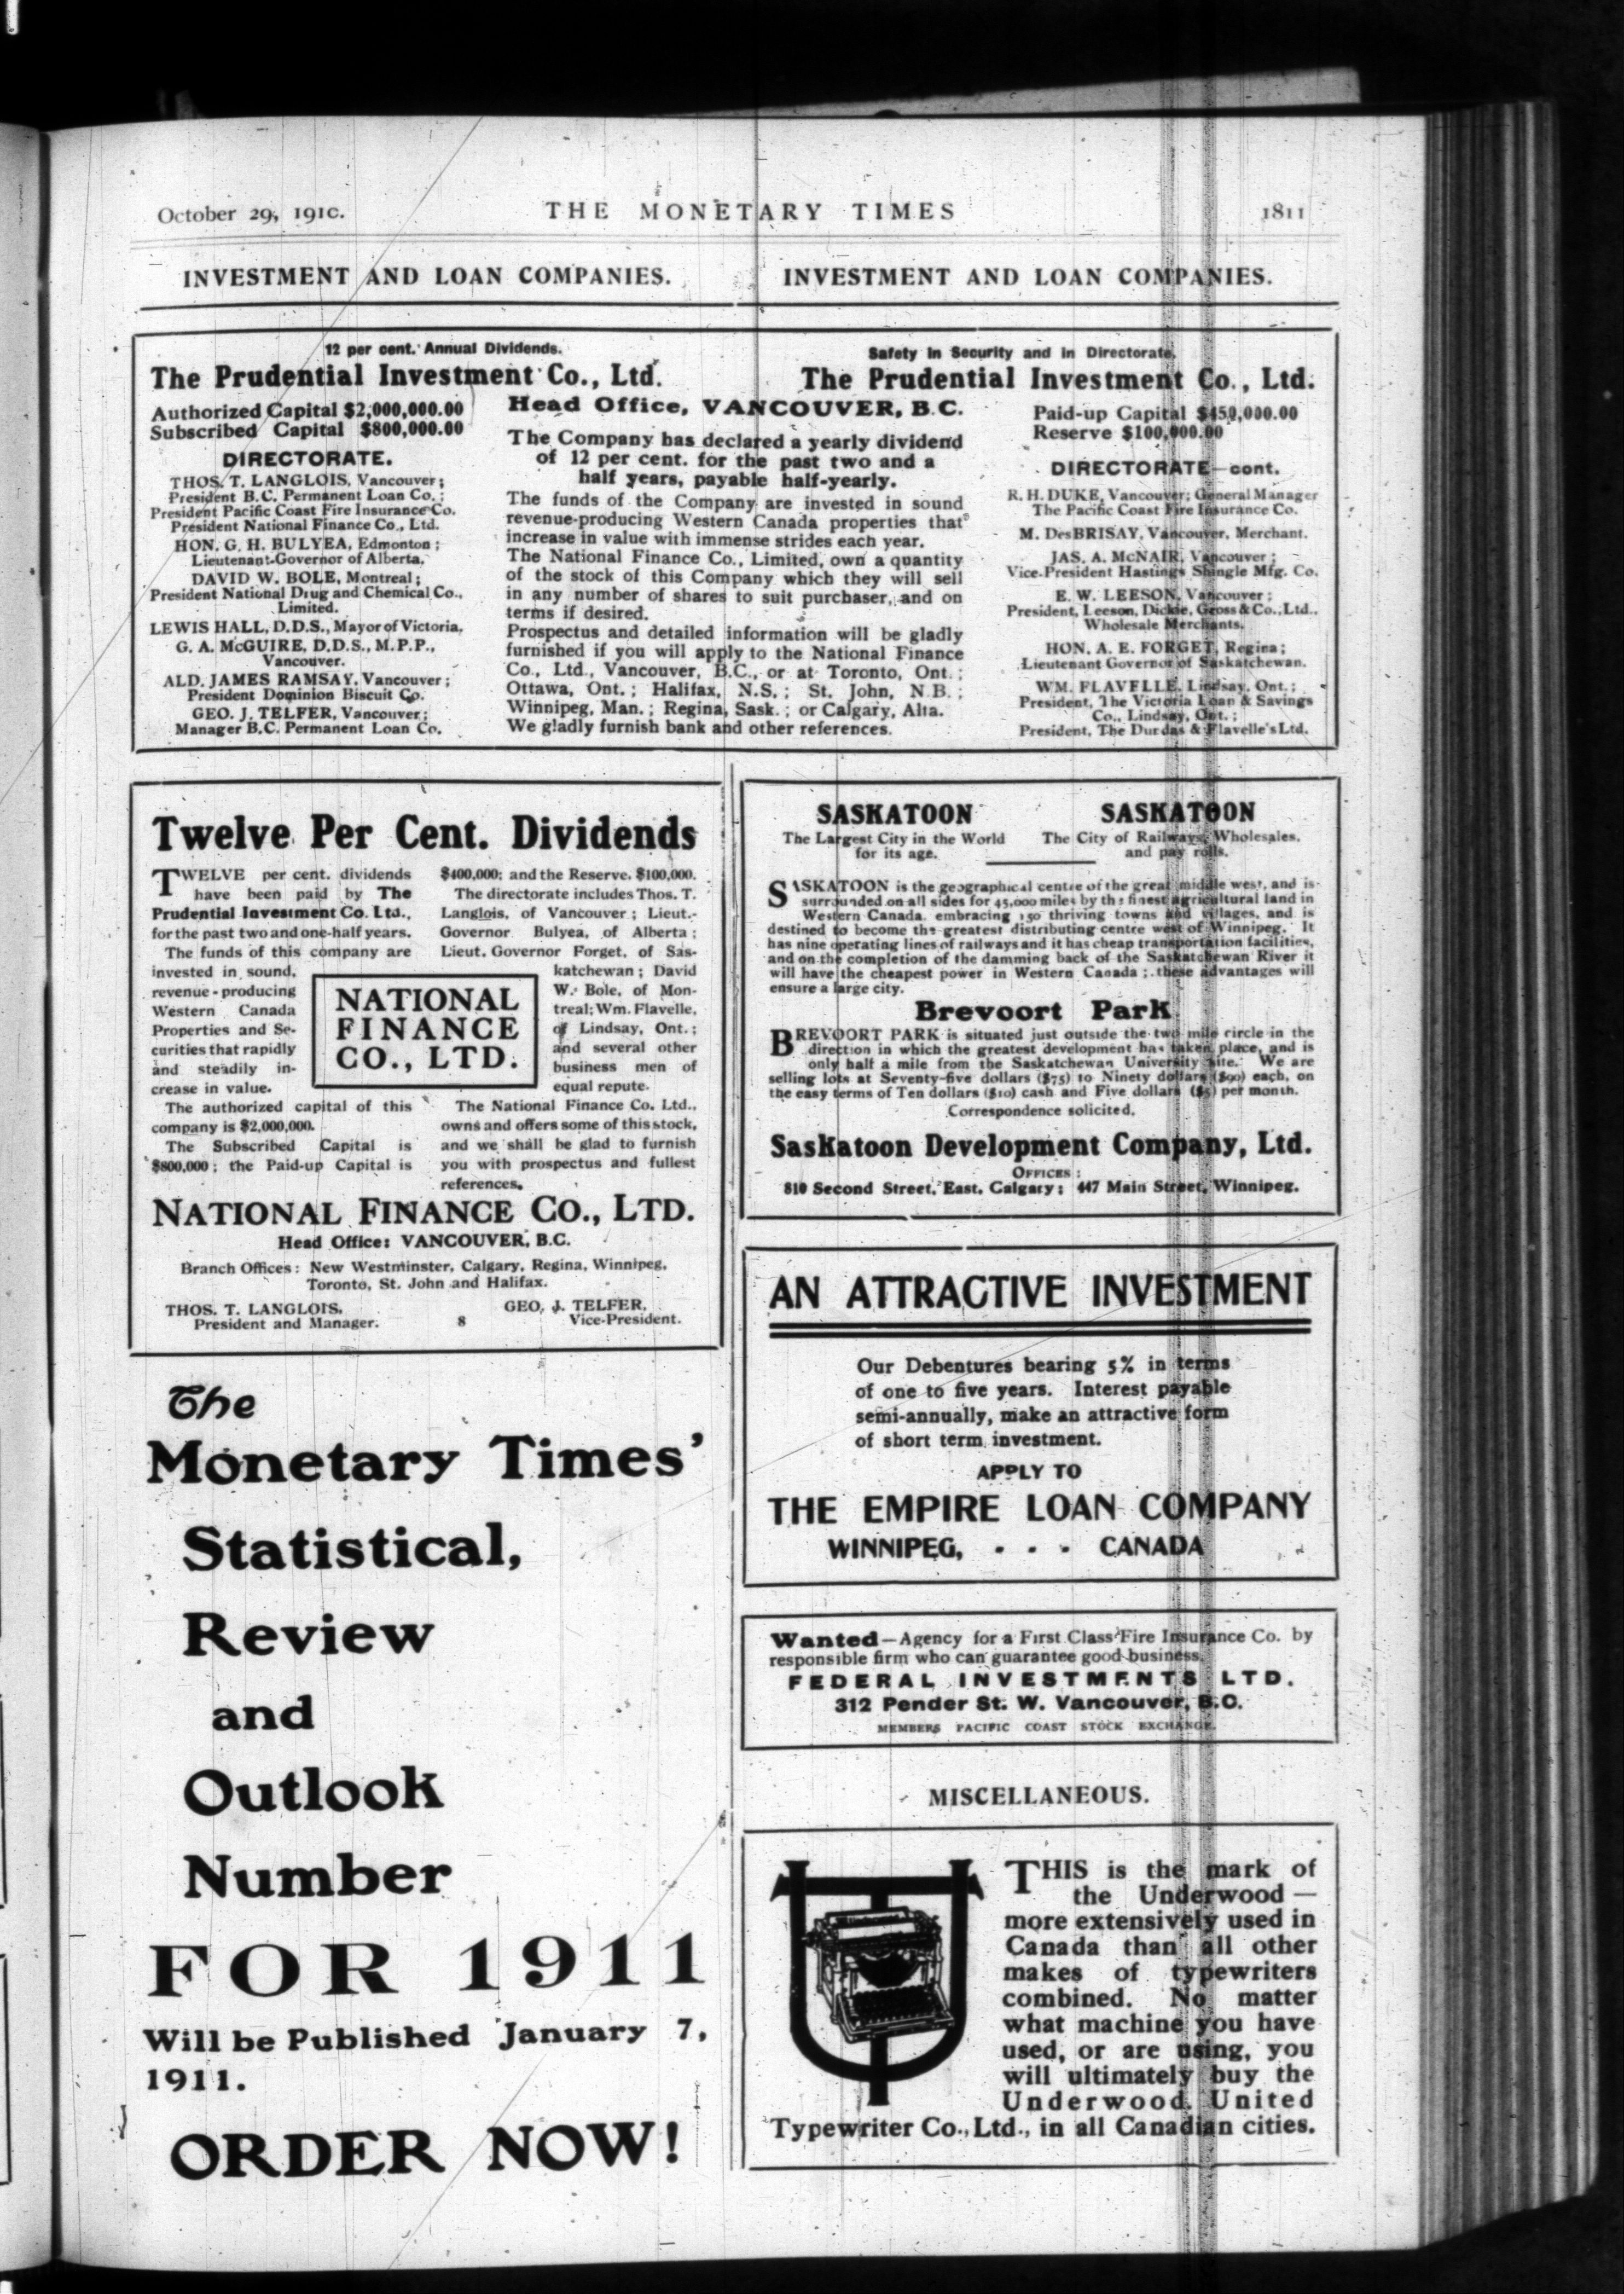 October 29, 1910.
THE MONETARY TIMES
1811
INVESTMENT AND LOAN COMPANIES.
INVESTMENT AND LOAN COMPANIES.
12 per cent. Annual Dividends.
The Prudential Investment Co., Ltd.
Authorized Capital $2,000,000.00
Subscribed Capital $800,000.00
DIRECTORATE.
THOS. T. LANGLOIS, Vancouver;
President B.C. Permanent Loan Co.;
President Pacific Coast Fire Insurance Co.
President National Finance Co., Ltd.
HON. G. H. BULYEA, Edmonton;
Lieutenant-Governor of Alberta.
DAVID W. BOLE, Montreal;
President National Drug and Chemical Co.,
Limited.
LEWIS HALL, D.D.S., Mayor of Victoria.
G. A. McGUIRE, D.D.S., M.P.P.,
Vancouver.
ALD. JAMES RAMSAY, Vancouver;
President Dominion Biscuit Co.
GEO. J. TELFER, Vancouver;
Manager B.C. Permanent Loan Co.
Head Office, VANCOUVER, B.C.
The Company has declared a yearly dividend
of 12 per cent. for the past two and a
half years, payable half-yearly.
The funds of the Company are invested in sound
revenue-producing Western Canada properties that
increase in value with immense strides each year.
The National Finance Co., Limited, own a quantity
of the stock of this Company which they will sell
in any number of shares to suit purchaser, and on
terms if desired.
Prospectus and detailed information will be gladly
furnished if you will apply to the National Finance
Co., Ltd., Vancouver, B.C., or at Toronto, Ont.;
Ottawa, Ont.; Halifax, N.S.; St. John, N.B.;
Winnipeg, Man.; Regina, Sask.; or Calgary, Alta.
We gladly furnish bank and other references.
Safety in Security and in Directorate.
The Prudential Investment Co., Ltd.
Paid-up Capital $450,000.00
Reserve $100,000.00
DIRECTORATE—cont.
R. H. DUKE, Vancouver; General Manager
The Pacific Coast Fire Insurance Co.
M. DesBRISAY, Vancouver, Merchant.
JAS. A. McNAIR, Vancouver;
Vice-President Hastings Shingle Mfg. Co.
E. W. LEESON, Vancouver;
President, Leeson, Dickie, Gross & Co., Ltd.,
Wholesale Merchants.
HON. A. E. FORGET, Regina;
Lieutenant Governor of Saskatchewan.
WM. FLAVELLE, Lindsay, Ont.;
President, The Victoria Loan & Savings
Co., Lindsay, Ont.;
President, The Dundas & Flavelle's Ltd.
Twelve Per Cent. Dividends
TWELVE per cent. dividends
have been paid by The
Prudential Investment Co. Ltd.,
for the past two and one-half years.
The funds of this company are
invested in sound,
revenue-producing
Western Canada
Properties and Se-
curities that rapidly
and steadily in-
crease in value.
The authorized capital of this
company is $2,000,000.
The Subscribed Capital is
$800,000; the Paid-up Capital is
NATIONAL
FINANCE
CO., LTD.
$400,000; and the Reserve, $100,000.
The directorate includes Thos. T.
Langlois, of Vancouver; Lieut.-
Governor Bulyea, of Alberta;
Lieut. Governor Forget, of Sas-
katchewan; David
W. Bole, of Mon-
treal; Wm. Flavelle,
of Lindsay, Ont.;
and several other
business men of
equal repute.
The National Finance Co. Ltd.,
owns and offers some of this stock,
and we shall be glad to furnish
you with prospectus and fullest
references.
NATIONAL FINANCE CO., LTD.
Head Office: VANCOUVER, B.C.
Branch Offices: New Westminster, Calgary, Regina, Winnipeg,
Toronto, St. John and Halifax.
THOS. T. LANGLOIS,
President and Manager.
8
GEO. J. TELFER,
Vice-President.
The
Monetary Times'
Statistical,
Review
and
Outlook
Number
FOR 1911
Will be Published January 7,
1911.
ORDER NOW!
SASKATOON
The Largest City in the World
for its age.
SASKATOON
The City of Railways, Wholesales,
and pay rolls.
SASKATOON is the geographical centre of the great middle west, and is
surrounded on all sides for 45,000 miles by the finest agricultural land in
Western Canada, embracing 150 thriving towns and villages, and is
destined to become the greatest distributing centre west of Winnipeg. It
has nine operating lines of railways and it has cheap transportation facilities,
and on the completion of the damming back of the Saskatchewan River it
will have the cheapest power in Western Canada; these advantages will
ensure a large city.
Brevoort Park
BREVOORT PARK is situated just outside the two mile circle in the
direction in which the greatest development has taken place, and is
only half a mile from the Saskatchewan University site. We are
selling lots at Seventy-five dollars ($75) to Ninety dollars ($90) each, on
the easy terms of Ten dollars ($10) cash and Five dollars ($5) per month.
Correspondence solicited.
Saskatoon Development Company, Ltd.
OFFICES:
810 Second Street, East, Calgary; 447 Main Street, Winnipeg.
AN ATTRACTIVE INVESTMENT
Our Debentures bearing 5% in terms
of one to five years. Interest payable
semi-annually, make an attractive form
of short term investment.
APPLY TO
THE EMPIRE LOAN COMPANY
WINNIPEG, - - - CANADA
Wanted—Agency for a First Class Fire Insurance Co. by
responsible firm who can guarantee good business.
FEDERAL INVESTMENTS LTD.
312 Pender St. W. Vancouver, B.C.
MEMBERS PACIFIC COAST STOCK EXCHANGE.
MISCELLANEOUS.
THIS is the mark of
the Underwood—
more extensively used in
Canada than all other
makes of typewriters
combined. No matter
what machine you have
used, or are using, you
will ultimately buy the
Underwood. United
Typewriter Co., Ltd., in all Canadian cities.